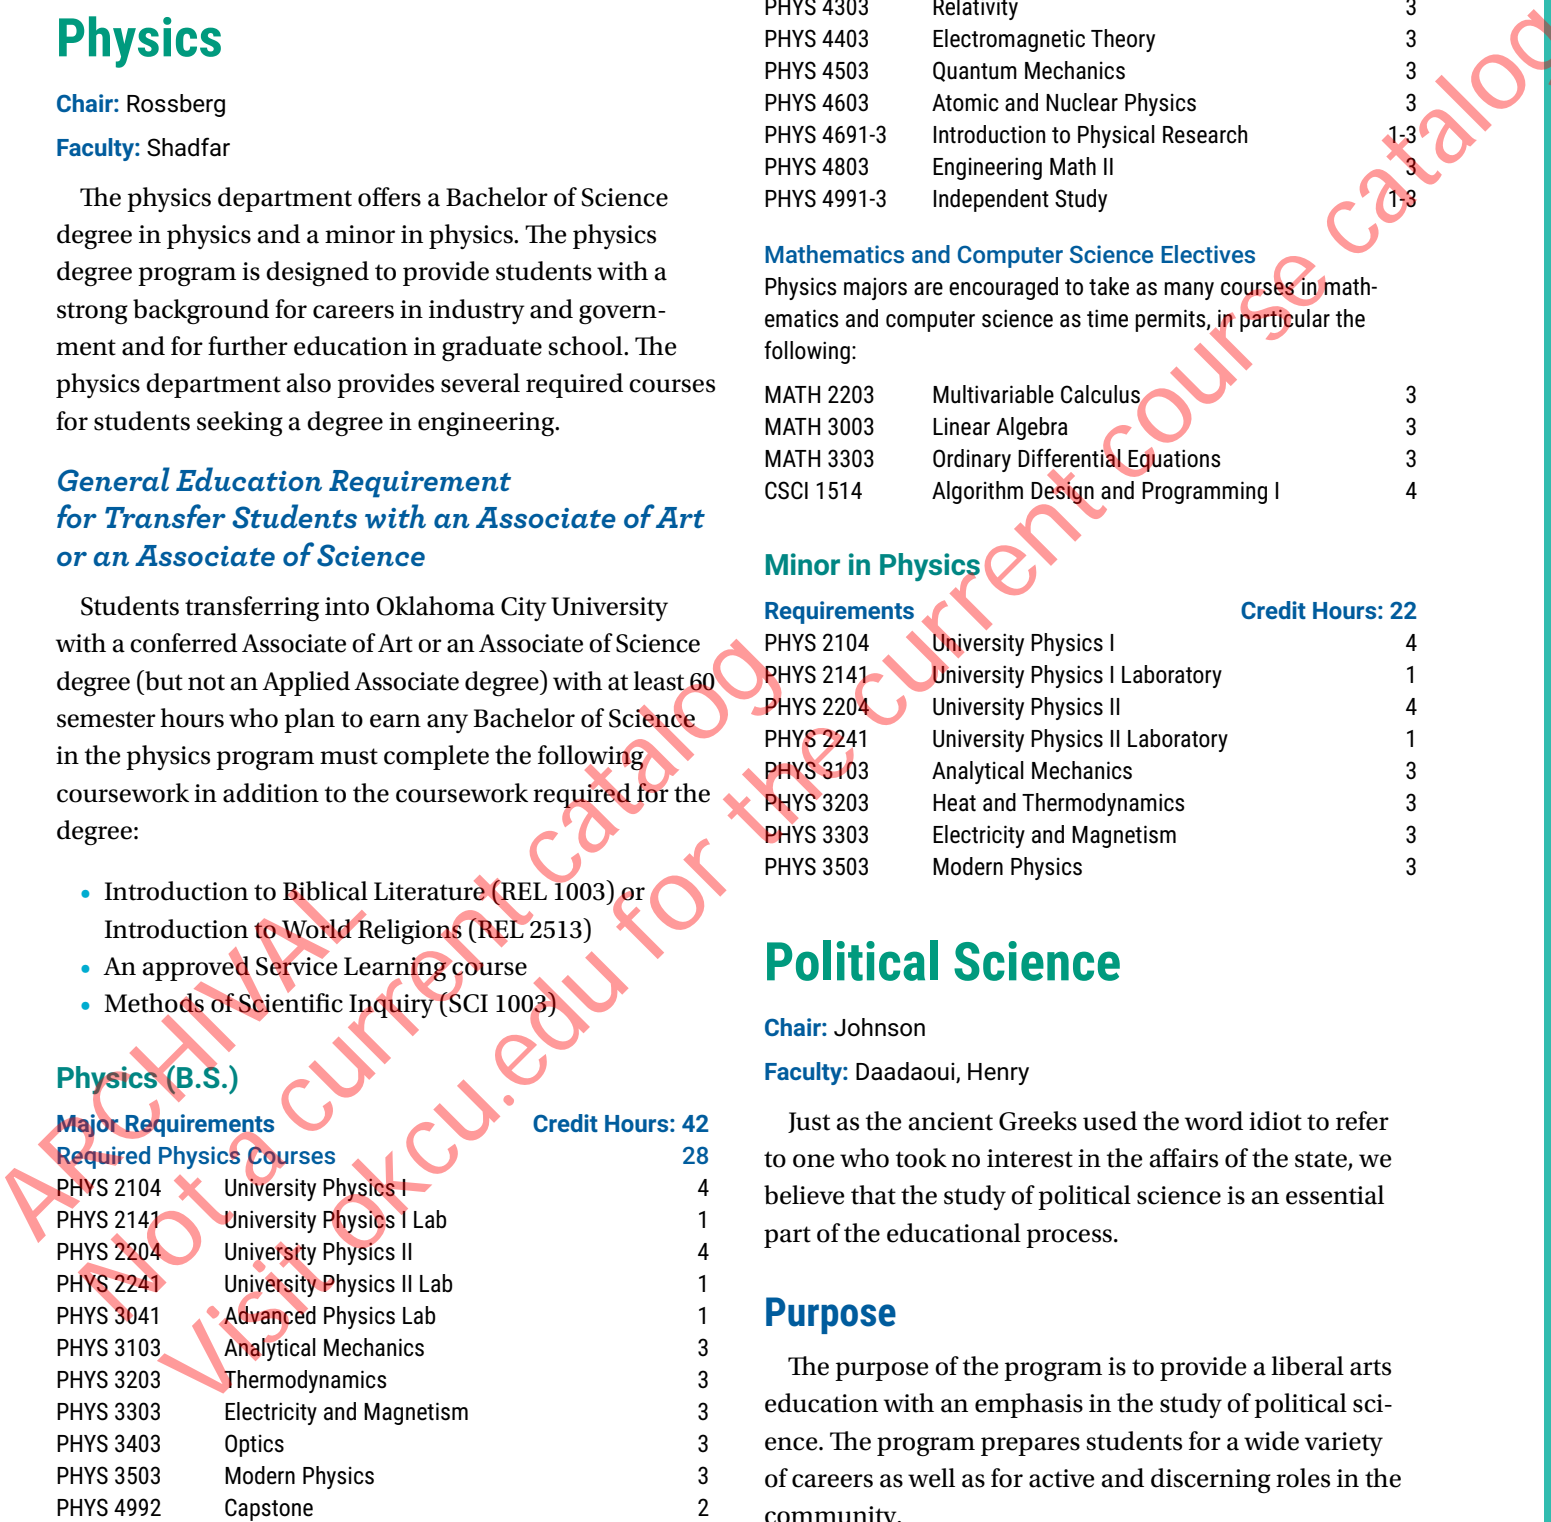 Physics
Chair: Rossberg
Faculty: Shadfar
The physics department offers a Bachelor of Science
degree in physics and a minor in physics. The physics
degree program is designed to provide students with a
strong background for careers in industry and govern-
ment and for further education in graduate school. The
physics department also provides several required courses
for students seeking a degree in engineering.
General Education Requirement
for Transfer Students with an Associate of Art
or an Associate of Science
Students transferring into Oklahoma City University
with a conferred Associate of Art or an Associate of Science
degree (but not an Applied Associate degree) with at least 60
semester hours who plan to earn any Bachelor of Science
in the physics program must complete the following
coursework in addition to the coursework required for the
degree:
• Introduction to Biblical Literature (REL 1003) or
Introduction to World Religions (REL 2513)
• An approved Service Learning course
• Methods of Scientific Inquiry (SCI 1003)
Physics (B.S.)
Major Requirements Credit Hours: 42
Required Physics Courses 28
PHYS 2104 University Physics I 4
PHYS 2141 University Physics I Lab 1
PHYS 2204 University Physics II 4
PHYS 2241 University Physics II Lab 1
PHYS 3041 Advanced Physics Lab 1
PHYS 3103 Analytical Mechanics 3
PHYS 3203 Thermodynamics 3
PHYS 3303 Electricity and Magnetism 3
PHYS 3403 Optics 3
PHYS 3503 Modern Physics 3
PHYS 4992 Capstone 2
PHYS 4303 Relativity 3
PHYS 4403 Electromagnetic Theory 3
PHYS 4503 Quantum Mechanics 3
PHYS 4603 Atomic and Nuclear Physics 3
PHYS 4691-3 Introduction to Physical Research 1-3
PHYS 4803 Engineering Math II 3
PHYS 4991-3 Independent Study 1-3
Mathematics and Computer Science Electives
Physics majors are encouraged to take as many courses in math-
ematics and computer science as time permits, in particular the
following:
MATH 2203 Multivariable Calculus 3
MATH 3003 Linear Algebra 3
MATH 3303 Ordinary Differential Equations 3
CSCI 1514 Algorithm Design and Programming I 4
Minor in Physics
Requirements Credit Hours: 22
PHYS 2104 University Physics I 4
PHYS 2141 University Physics I Laboratory 1
PHYS 2204 University Physics II 4
PHYS 2241 University Physics II Laboratory 1
PHYS 3103 Analytical Mechanics 3
PHYS 3203 Heat and Thermodynamics 3
PHYS 3303 Electricity and Magnetism 3
PHYS 3503 Modern Physics 3
Political Science
Chair: Johnson
Faculty: Daadaoui, Henry
Just as the ancient Greeks used the word idiot to refer
to one who took no interest in the affairs of the state, we
believe that the study of political science is an essential
part of the educational process.
Purpose
The purpose of the program is to provide a liberal arts
education with an emphasis in the study of political sci-
ence. The program prepares students for a wide variety
of careers as well as for active and discerning roles in the
community.
ARCHIVAL
Not a current catalog
Visit okcu.edu for the current course catalog